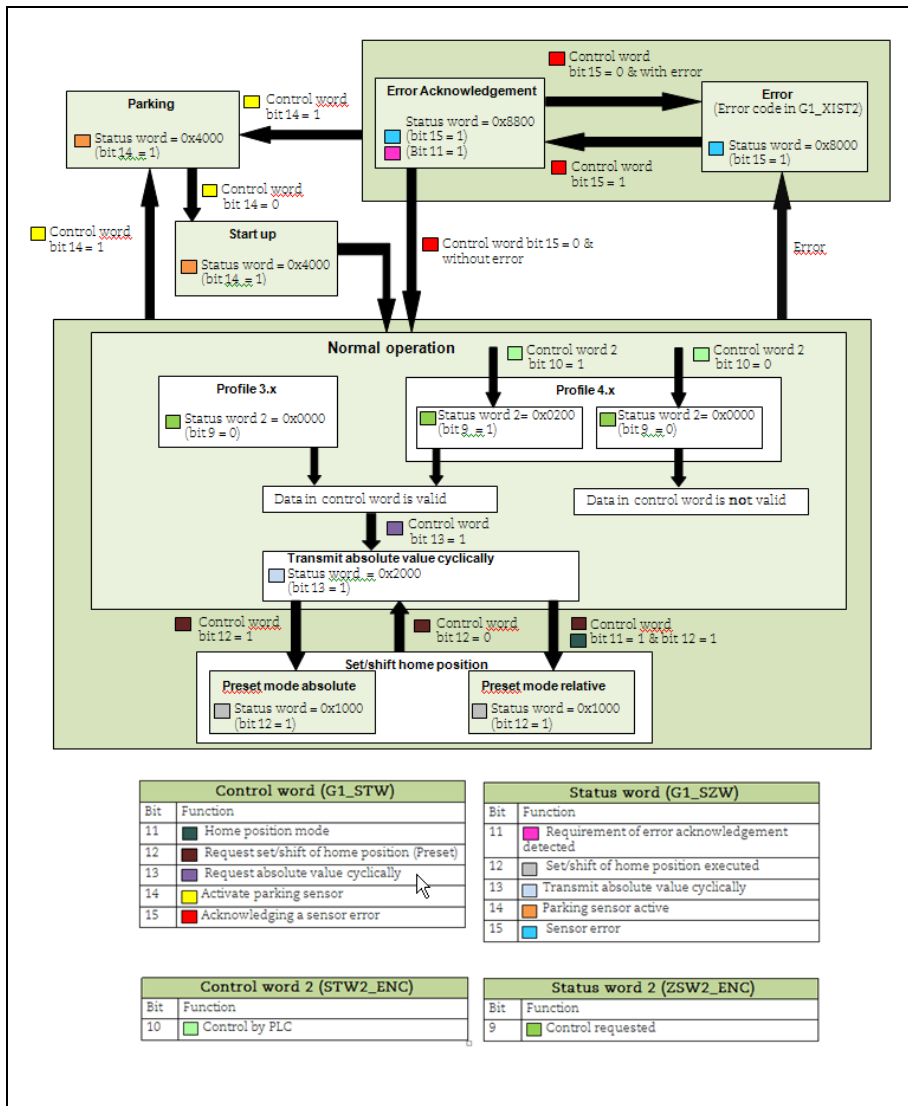 Control word
bit 15 = 0 & with error
Error Acknowledgement
Status word = 0x8800
(bit 15 = 1)
(Bit 11 = 1)
Error
(Error code in G1_XIST2)
Status word = 0x8000
(bit 15 = 1)
Control word
bit 15 = 1
Parking
Status word = 0x4000
(bit 14 = 1)
Control word
bit 14 = 1
Control word
bit 14 = 0
Control word
bit 14 = 1
Start up
Status word = 0x4000
(bit 14 = 1)
Control word bit 15 = 0 &
without error
Error
Normal operation
Control word 2
bit 10 = 1
Control word 2
bit 10 = 0
Profile 3.x
Status word 2 = 0x0000
(bit 9 = 0)
Profile 4.x
Status word 2= 0x0200
(bit 9 = 1)
Status word 2= 0x0000
(bit 9 = 0)
Data in control word is valid
Data in control word is not valid
Control word
bit 13 = 1
Transmit absolute value cyclically
Status word = 0x2000
(bit 13 = 1)
Control word
bit 12 = 1
Control word
bit 12 = 0
Control word
bit 11 = 1 & bit 12 = 1
Set/shift home position
Preset mode absolute
Status word = 0x1000
(bit 12 = 1)
Preset mode relative
Status word = 0x1000
(bit 12 = 1)
Control word (G1_STW)
Bit Function
11 Home position mode
12 Request set/shift of home position (Preset)
13 Request absolute value cyclically
14 Activate parking sensor
15 Acknowledging a sensor error
Status word (G1_SZW)
Bit Function
11 Requirement of error acknowledgement
detected
12 Set/shift of home position executed
13 Transmit absolute value cyclically
14 Parking sensor active
15 Sensor error
Control word 2 (STW2_ENC)
Bit Function
10 Control by PLC
Status word 2 (ZSW2_ENC)
Bit Function
9 Control requested